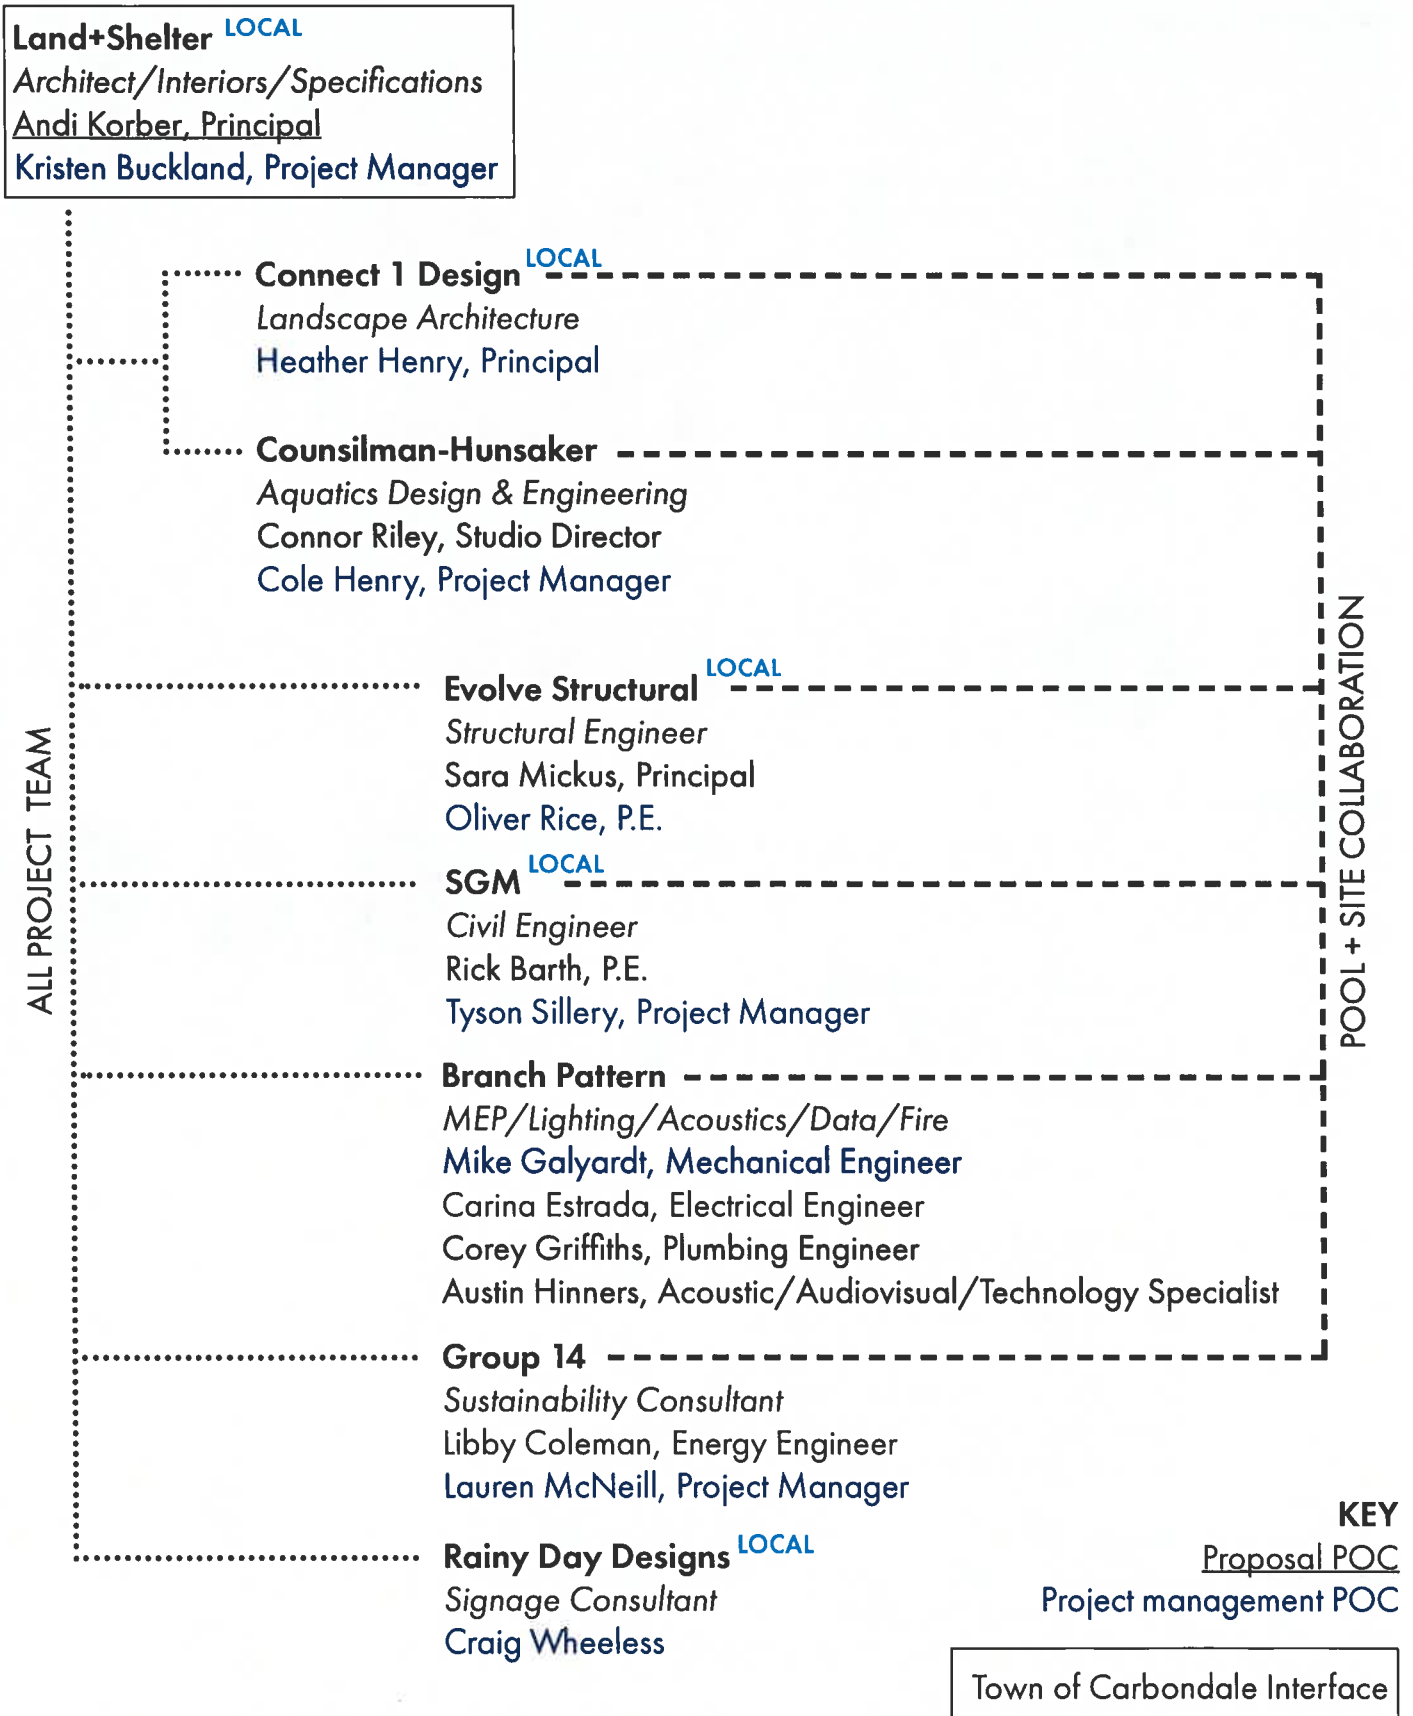 Land+Shelter LOCAL
Architect/Interiors/Specifications
Andi Korber, Principal
Kristen Buckland, Project Manager
Connect 1 Design LOCAL
Landscape Architecture
Heather Henry, Principal
Counsilman-Hunsaker
Aquatics Design & Engineering
Connor Riley, Studio Director
Cole Henry, Project Manager
Evolve Structural LOCAL
Structural Engineer
Sara Mickus, Principal
Oliver Rice, P.E.
SGM LOCAL
Civil Engineer
Rick Barth, P.E.
Tyson Sillery, Project Manager
Branch Pattern
MEP/Lighting/Acoustics/Data/Fire
Mike Galyardt, Mechanical Engineer
Carina Estrada, Electrical Engineer
Corey Griffiths, Plumbing Engineer
Austin Hinners, Acoustic/Audiovisual/Technology Specialist
Group 14
Sustainability Consultant
Libby Coleman, Energy Engineer
Lauren McNeill, Project Manager
Rainy Day Designs LOCAL
Signage Consultant
Craig Wheeless
ALL PROJECT TEAM
POOL + SITE COLLABORATION
KEY
Proposal POC
Project management POC
Town of Carbondale Interface